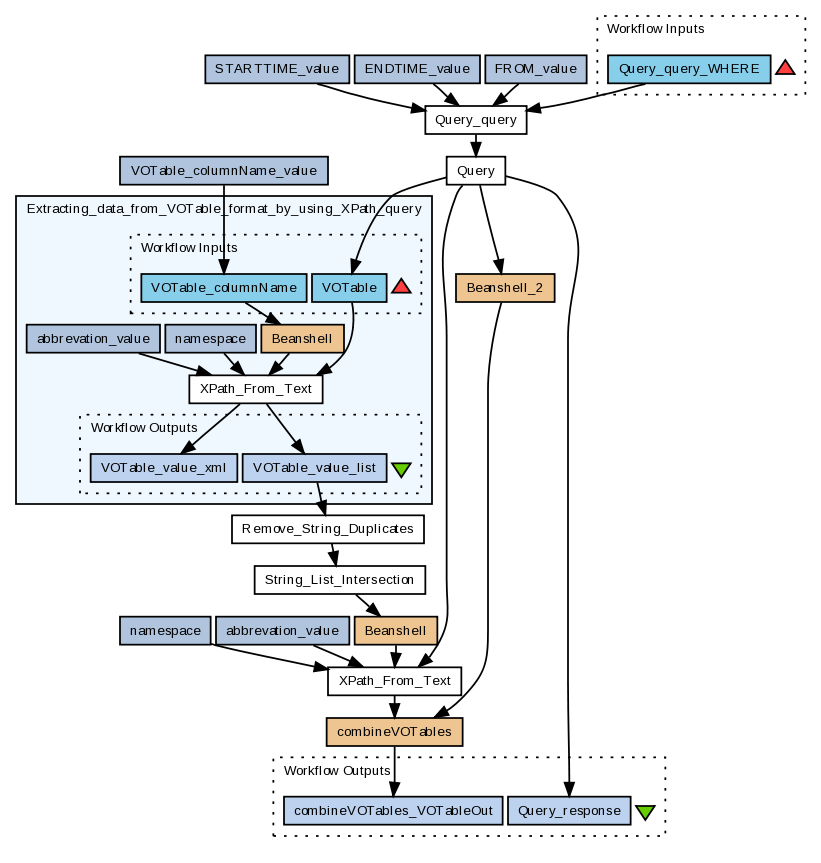 Workflow Inputs
STARTTIME_value
ENDTIME_value
FROM_value
Query_query_WHERE
Query_query
VOTable_columnName_value
Query
Extracting_data_from_VOTable_format_by_using_XPath_query
Workflow Inputs
VOTable_columnName
VOTable
Beanshell_2
abbrevation_value
namespace
Beanshell
XPath_From_Text
Workflow Outputs
VOTable_value_xml
VOTable_value_list
Remove_String_Duplicates
String_List_Intersection
namespace
abbrevation_value
Beanshell
XPath_From_Text
combineVOTables
Workflow Outputs
combineVOTables_VOTableOut
Query_response